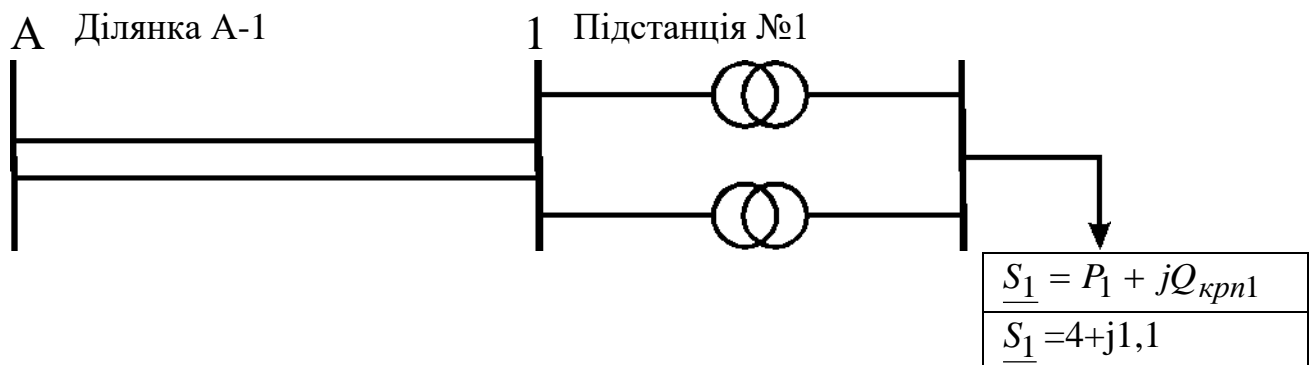 А Ділянка А-1 1 Підстанція №1
S1 = P1 + jQкрп1
S1 =4+j1,1